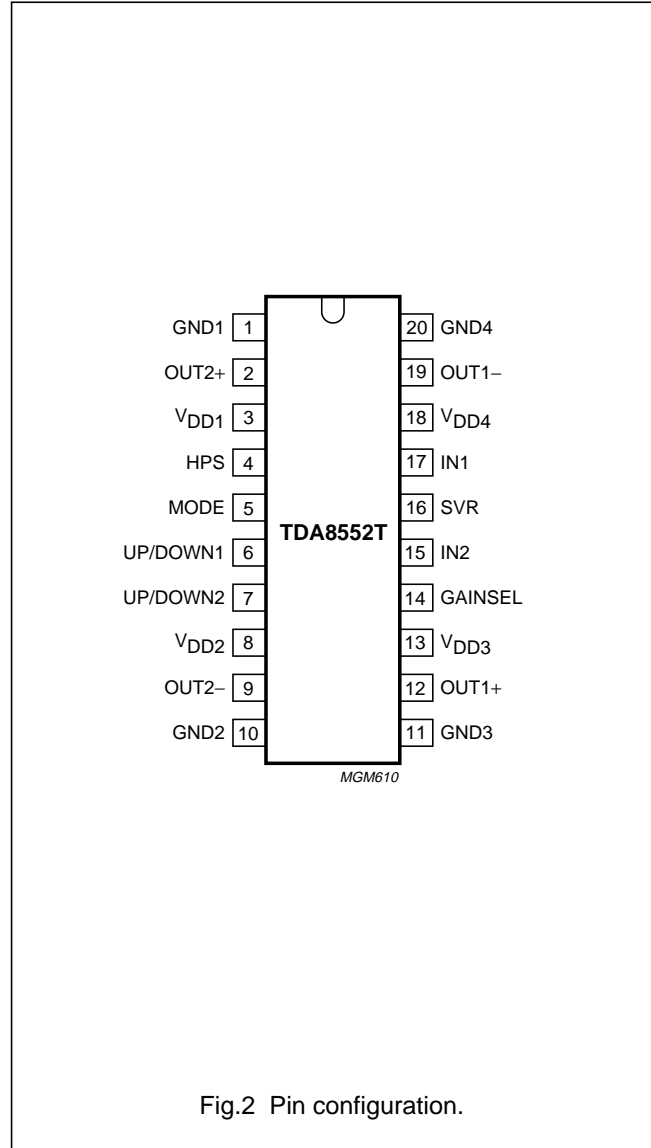 GND1 1 20 GND4
OUT2+ 2 19 OUT1−
VDD1 3 18 VDD4
HPS 4 17 IN1
MODE 5 16 SVR
TDA8552T
UP/DOWN1 6 15 IN2
UP/DOWN2 7 14 GAINSEL
VDD2 8 13 VDD3
OUT2− 9 12 OUT1+
GND2 10 11 GND3
MGM610
Fig.2 Pin configuration.